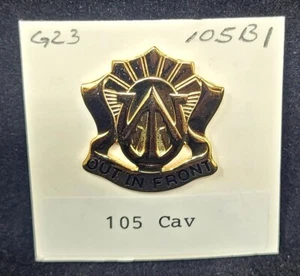 G23 105B1
OUT IN FRONT
105 Cav